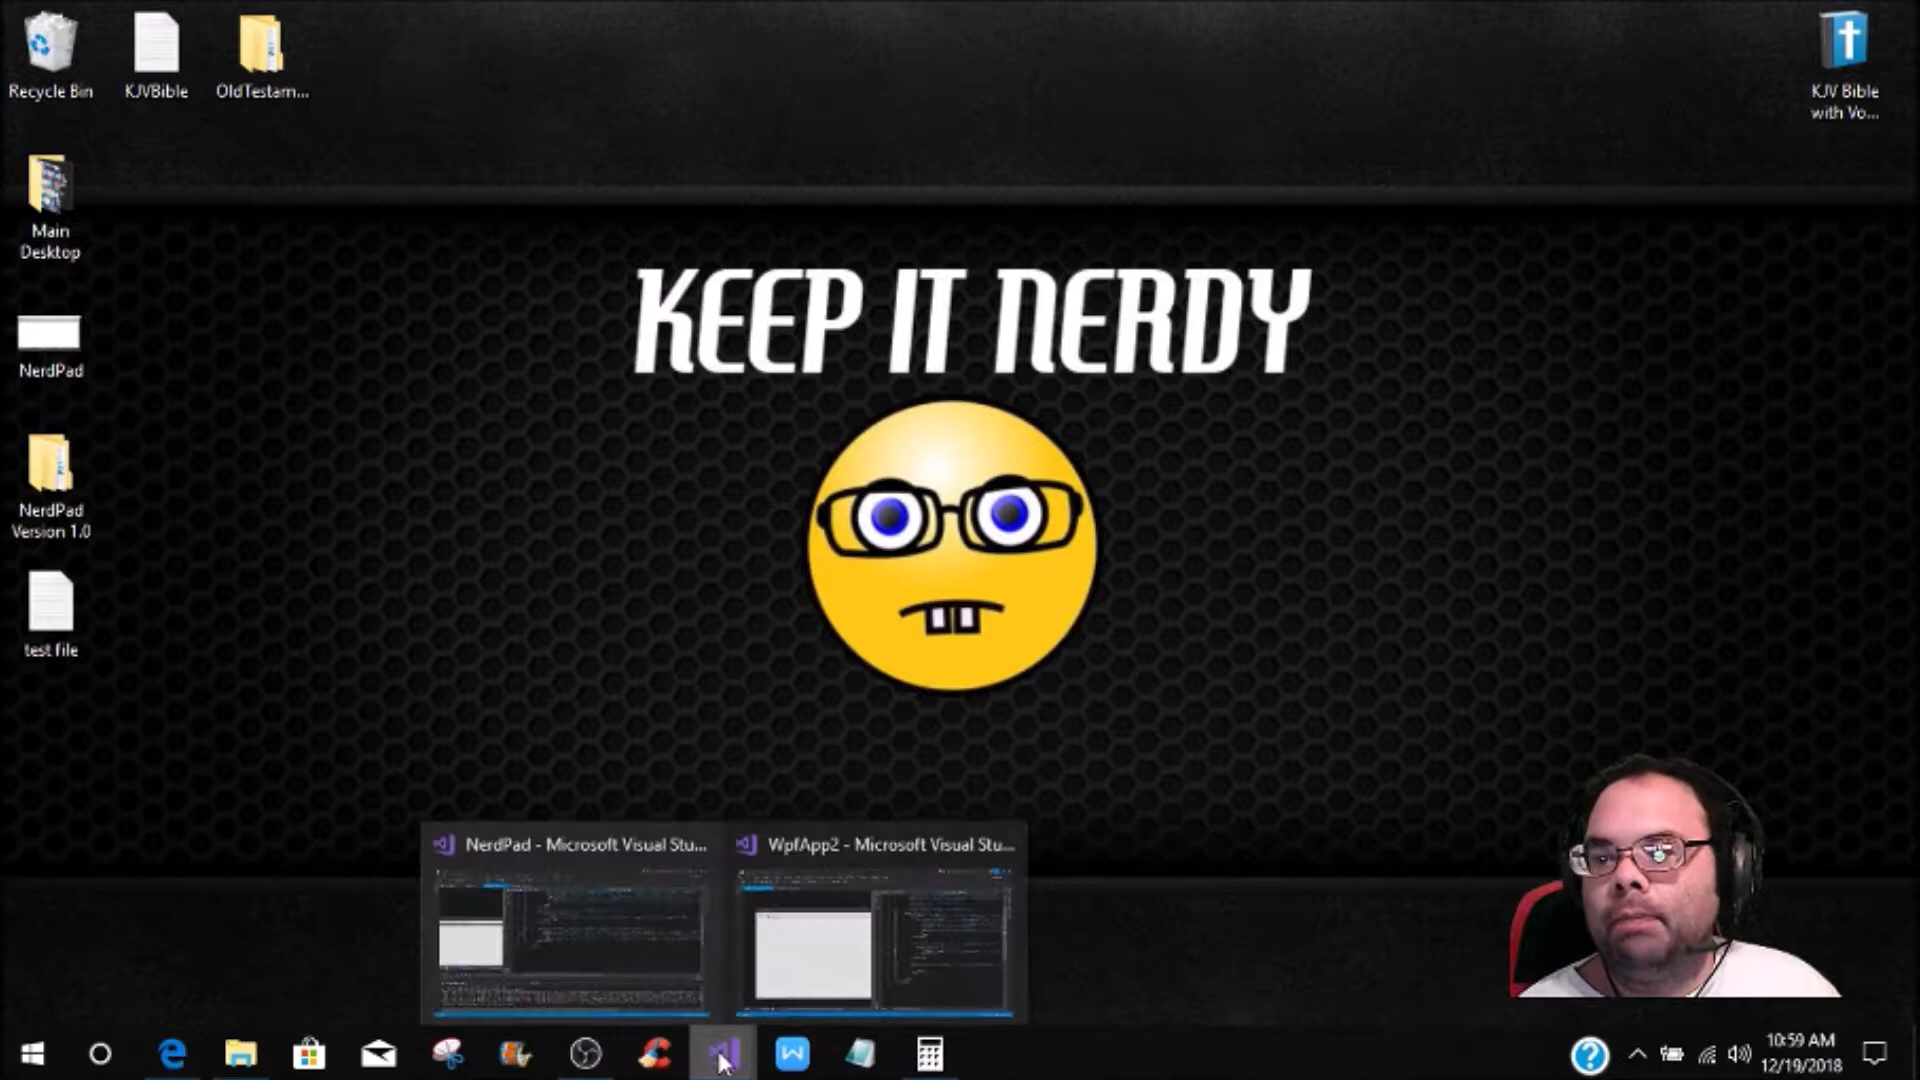 Recycle Bin
KJVBible
OldTestam...
KJV Bible
with Vo...
Main
Desktop
KEEP IT NERDY
NerdPad
NerdPad
Version 1.0
test file
NerdPad - Microsoft Visual Stu...
WpfApp2 - Microsoft Visual Stu...
10:59 AM
12/19/2018